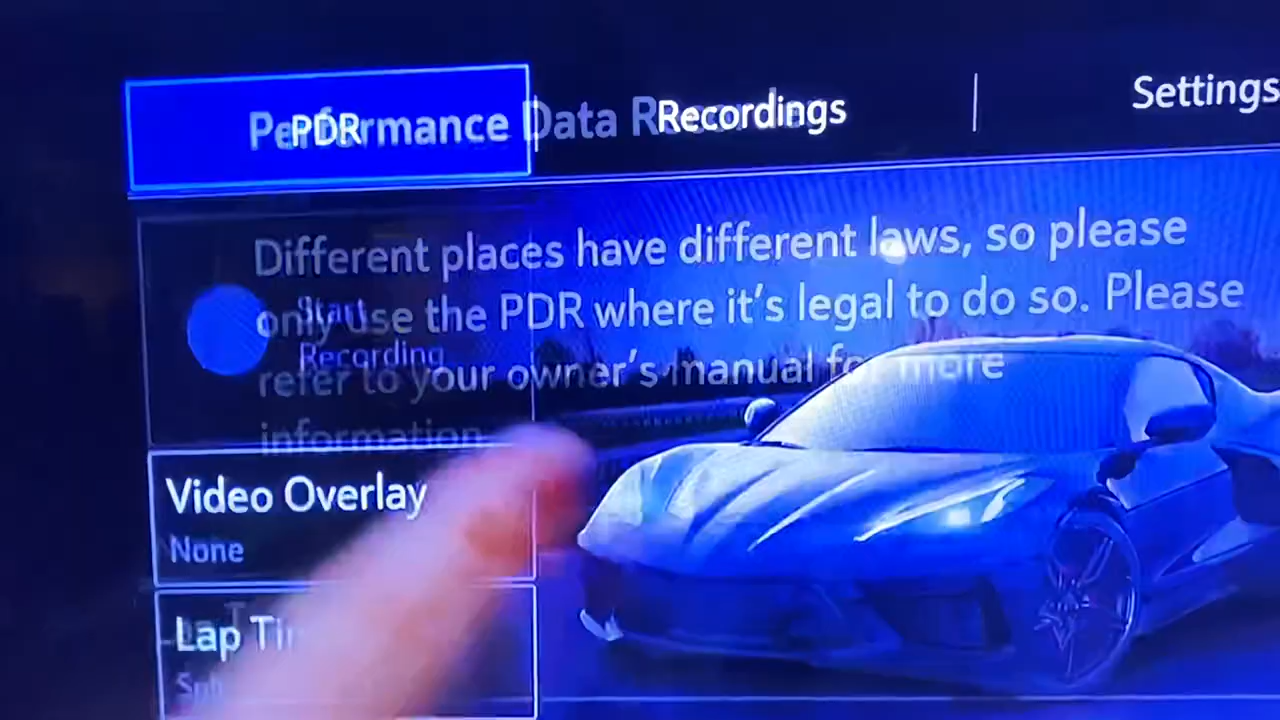 Performance Data Recorder
PDR
Recordings
Settings
Different places have different laws, so please
only use the PDR where it's legal to do so. Please
refer to your owner's manual for more
information.
Start
Recording
Video Overlay
None
Lap